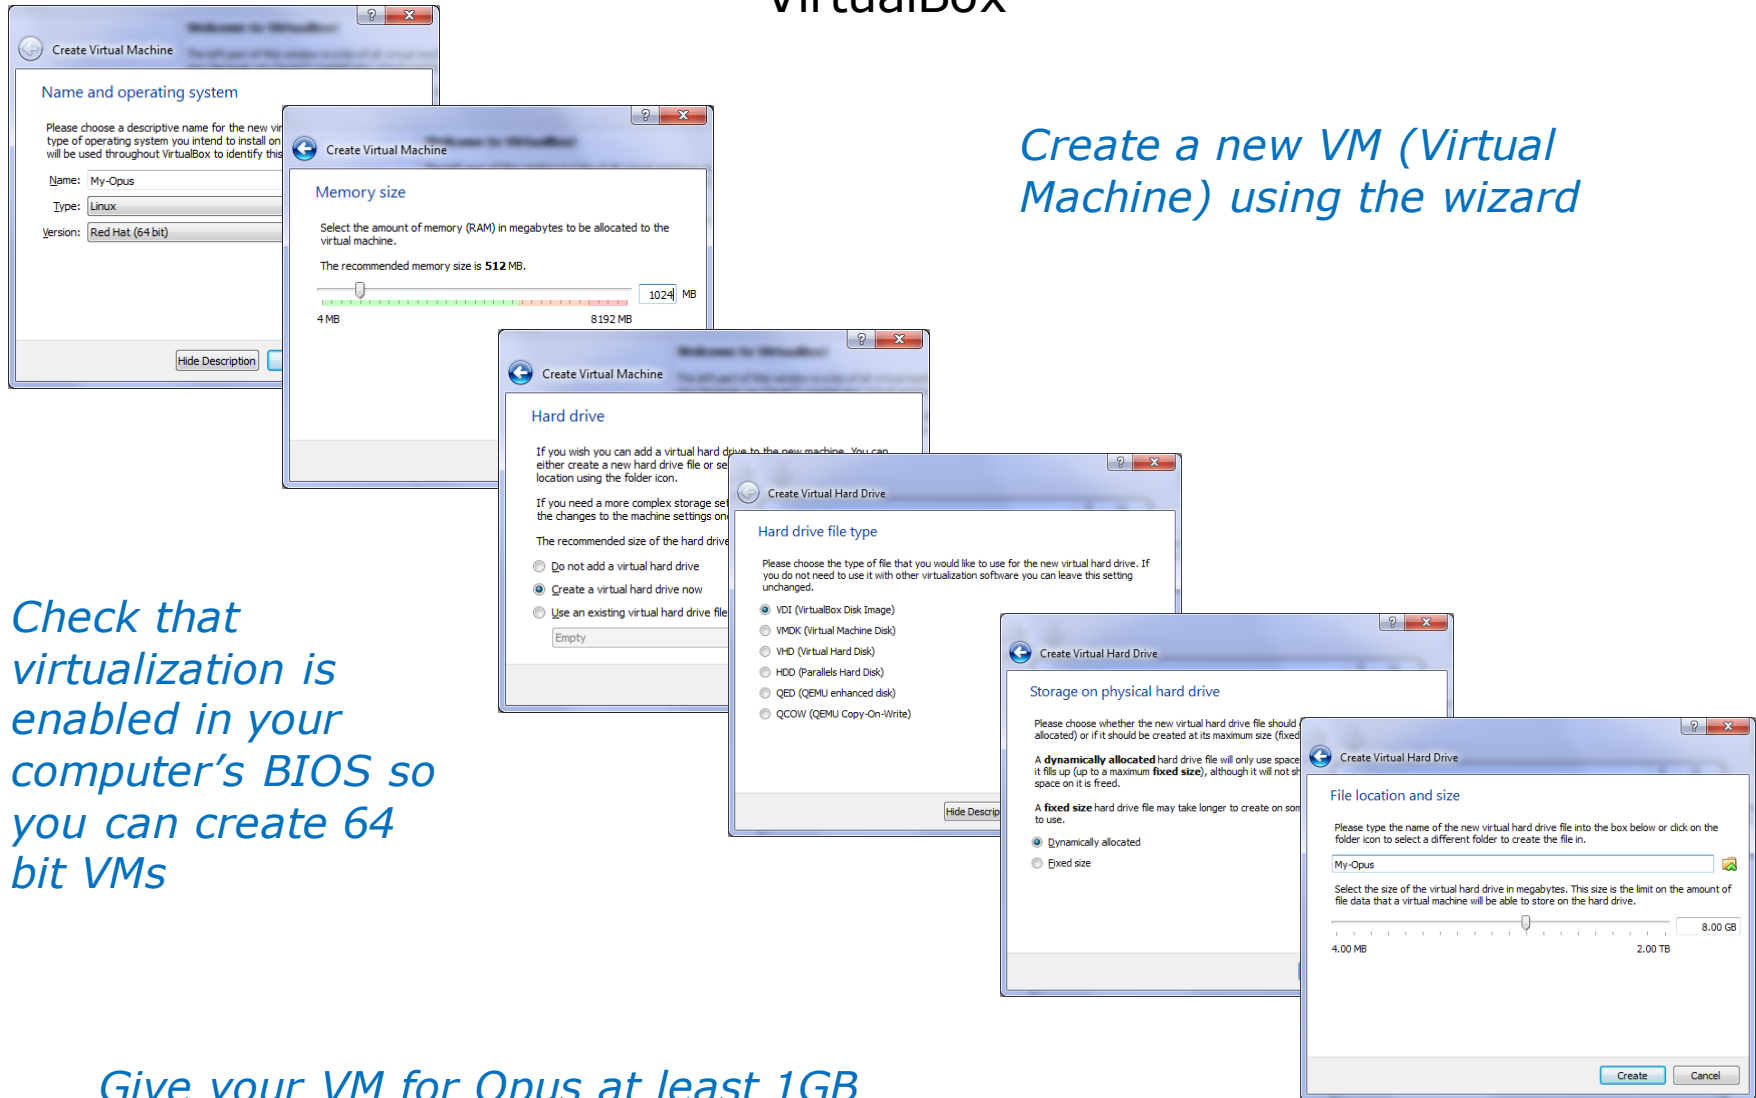 VirtualBox
Create Virtual Machine
Name and operating system
Please choose a descriptive name for the new vir
type of operating system you intend to install on
will be used throughout VirtualBox to identify this
Name: My-Opus
Type: Linux
Version: Red Hat (64 bit)
Hide Description
Create Virtual Machine
Memory size
Select the amount of memory (RAM) in megabytes to be allocated to the
virtual machine.
The recommended memory size is 512 MB.
1024 MB
4 MB 8192 MB
Create a new VM (Virtual
Machine) using the wizard
Create Virtual Machine
Hard drive
If you wish you can add a virtual hard drive to the new machine. You can
either create a new hard drive file or se
location using the folder icon.
If you need a more complex storage set
the changes to the machine settings on
The recommended size of the hard drive
Do not add a virtual hard drive
Create a virtual hard drive now
Use an existing virtual hard drive file
Empty
Create Virtual Hard Drive
Hard drive file type
Please choose the type of file that you would like to use for the new virtual hard drive. If
you do not need to use it with other virtualization software you can leave this setting
unchanged.
VDI (VirtualBox Disk Image)
VMDK (Virtual Machine Disk)
VHD (Virtual Hard Disk)
HDD (Parallels Hard Disk)
QED (QEMU enhanced disk)
QCOW (QEMU Copy-On-Write)
Hide Descrip
Check that
virtualization is
enabled in your
computer’s BIOS so
you can create 64
bit VMs
Create Virtual Hard Drive
Storage on physical hard drive
Please choose whether the new virtual hard drive file should
allocated) or if it should be created at its maximum size (fixed
A dynamically allocated hard drive file will only use space
it fills up (up to a maximum fixed size), although it will not sh
space on it is freed.
A fixed size hard drive file may take longer to create on som
to use.
Dynamically allocated
Fixed size
Create Virtual Hard Drive
File location and size
Please type the name of the new virtual hard drive file into the box below or click on the
folder icon to select a different folder to create the file in.
My-Opus
Select the size of the virtual hard drive in megabytes. This size is the limit on the amount of
file data that a virtual machine will be able to store on the hard drive.
8.00 GB
4.00 MB 2.00 TB
Create Cancel
Give your VM for Opus at least 1GB